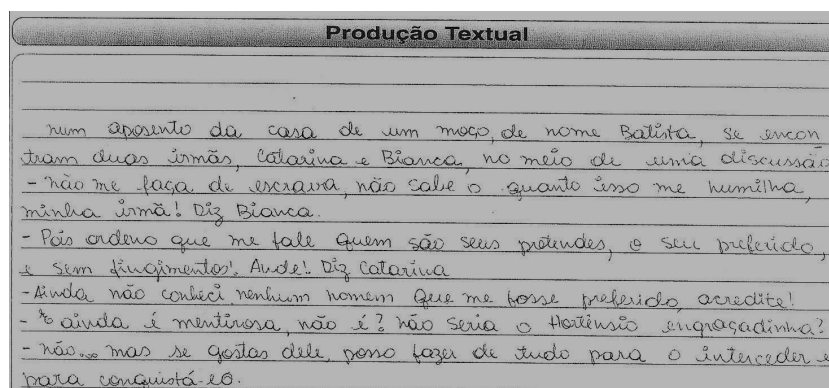 Produção Textual
num aposento da casa de um moço, de nome Batista, se encon
tram duas irmãs, Catarina e Bianca, no meio de uma discussão
- não me faça de escrava, não sabe o quanto isso me humilha,
minha irmã! Diz Bianca.
- Pois ordeno que me fale quem são seus pretendes, o seu preferido,
e sem fingimentos! Ande! Diz Catarina
- Ainda não conheci nenhum homem que me fosse preferido, acredite!
- E ainda é mentirosa, não é? não seria o Hortênsio engraçadinha?
- não... mas se gostas dele, posso fazer de tudo para o interceder e
para conquistá-lo.